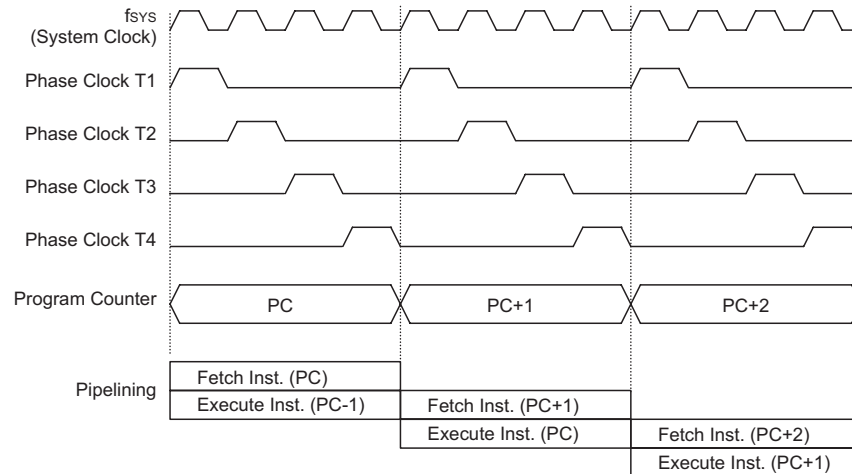 fSYS
(System Clock)
Phase Clock T1
Phase Clock T2
Phase Clock T3
Phase Clock T4
Program Counter
PC
PC+1
PC+2
Pipelining
Fetch Inst. (PC)
Execute Inst. (PC-1)
Fetch Inst. (PC+1)
Execute Inst. (PC)
Fetch Inst. (PC+2)
Execute Inst. (PC+1)